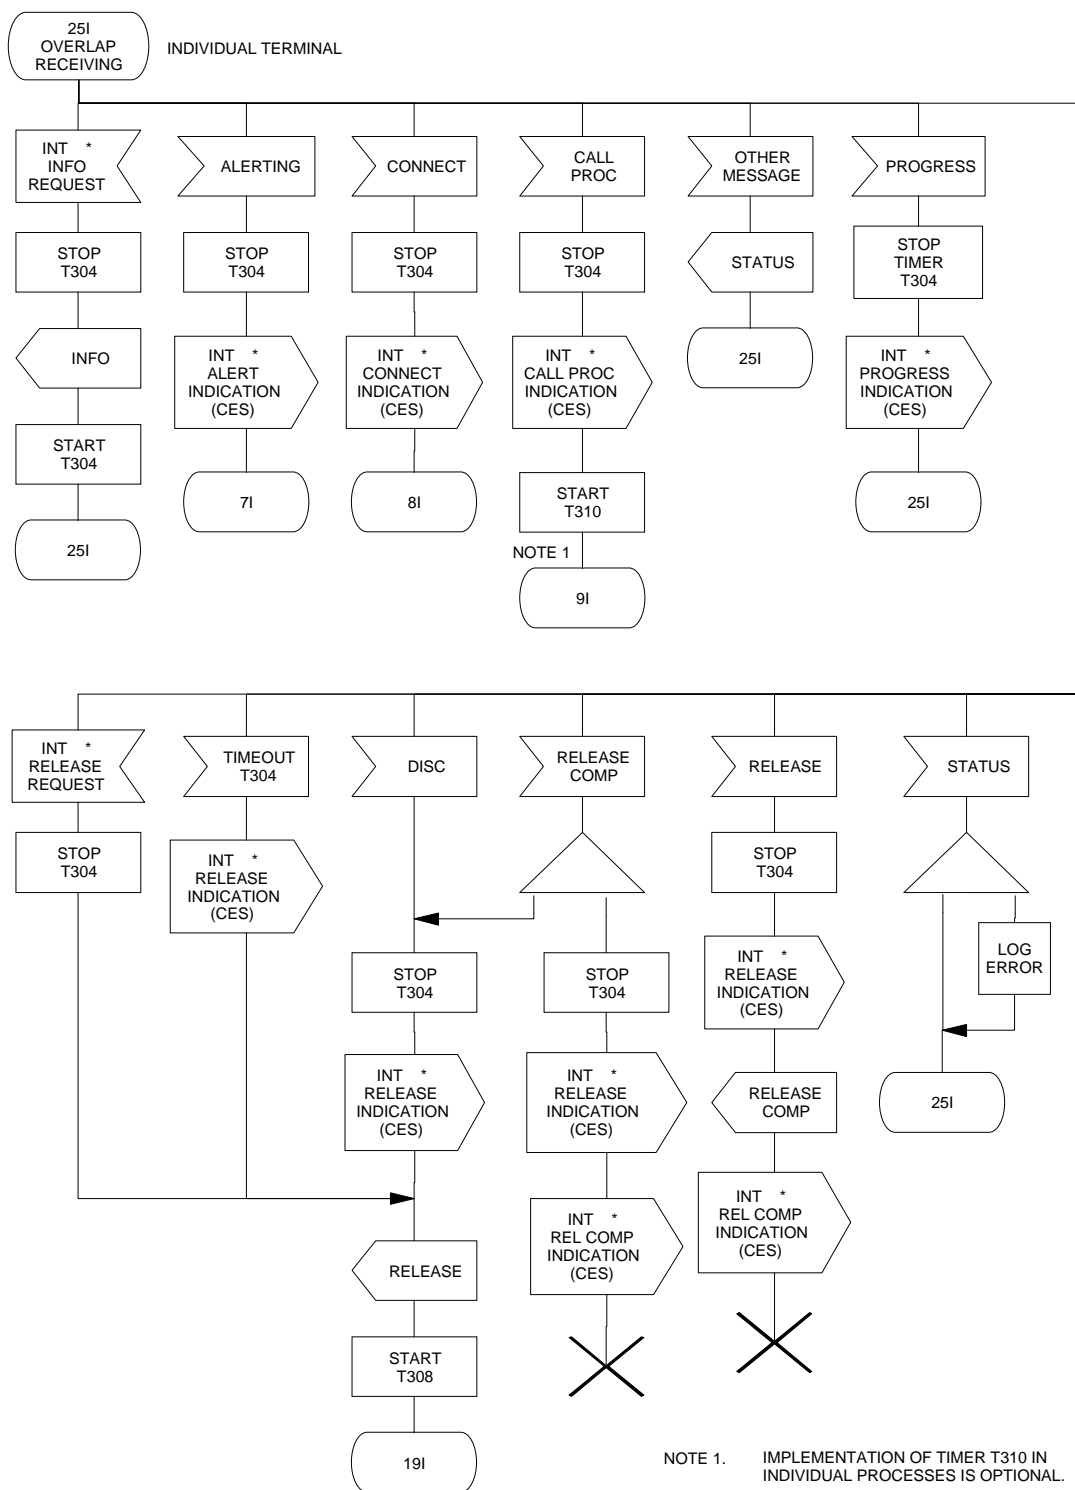 25I
OVERLAP
RECEIVING
INDIVIDUAL TERMINAL
INT *
INFO
REQUEST
ALERTING
CONNECT
CALL
PROC
OTHER
MESSAGE
PROGRESS
STOP
T304
STOP
T304
STOP
T304
STOP
T304
STATUS
STOP
TIMER
T304
INFO
INT *
ALERT
INDICATION
(CES)
INT *
CONNECT
INDICATION
(CES)
INT *
CALL PROC
INDICATION
(CES)
25I
INT *
PROGRESS
INDICATION
(CES)
START
T304
7I
8I
START
T310
25I
25I
NOTE 1
9I
INT *
RELEASE
REQUEST
TIMEOUT
T304
DISC
RELEASE
COMP
RELEASE
STATUS
STOP
T304
INT *
RELEASE
INDICATION
(CES)
STOP
T304
STOP
T304
STOP
T304
INT *
RELEASE
INDICATION
(CES)
LOG
ERROR
INT *
RELEASE
INDICATION
(CES)
INT *
RELEASE
INDICATION
(CES)
RELEASE
COMP
25I
INT *
REL COMP
INDICATION
(CES)
INT *
REL COMP
INDICATION
(CES)
RELEASE
START
T308
19I
NOTE 1. IMPLEMENTATION OF TIMER T310 IN
INDIVIDUAL PROCESSES IS OPTIONAL.